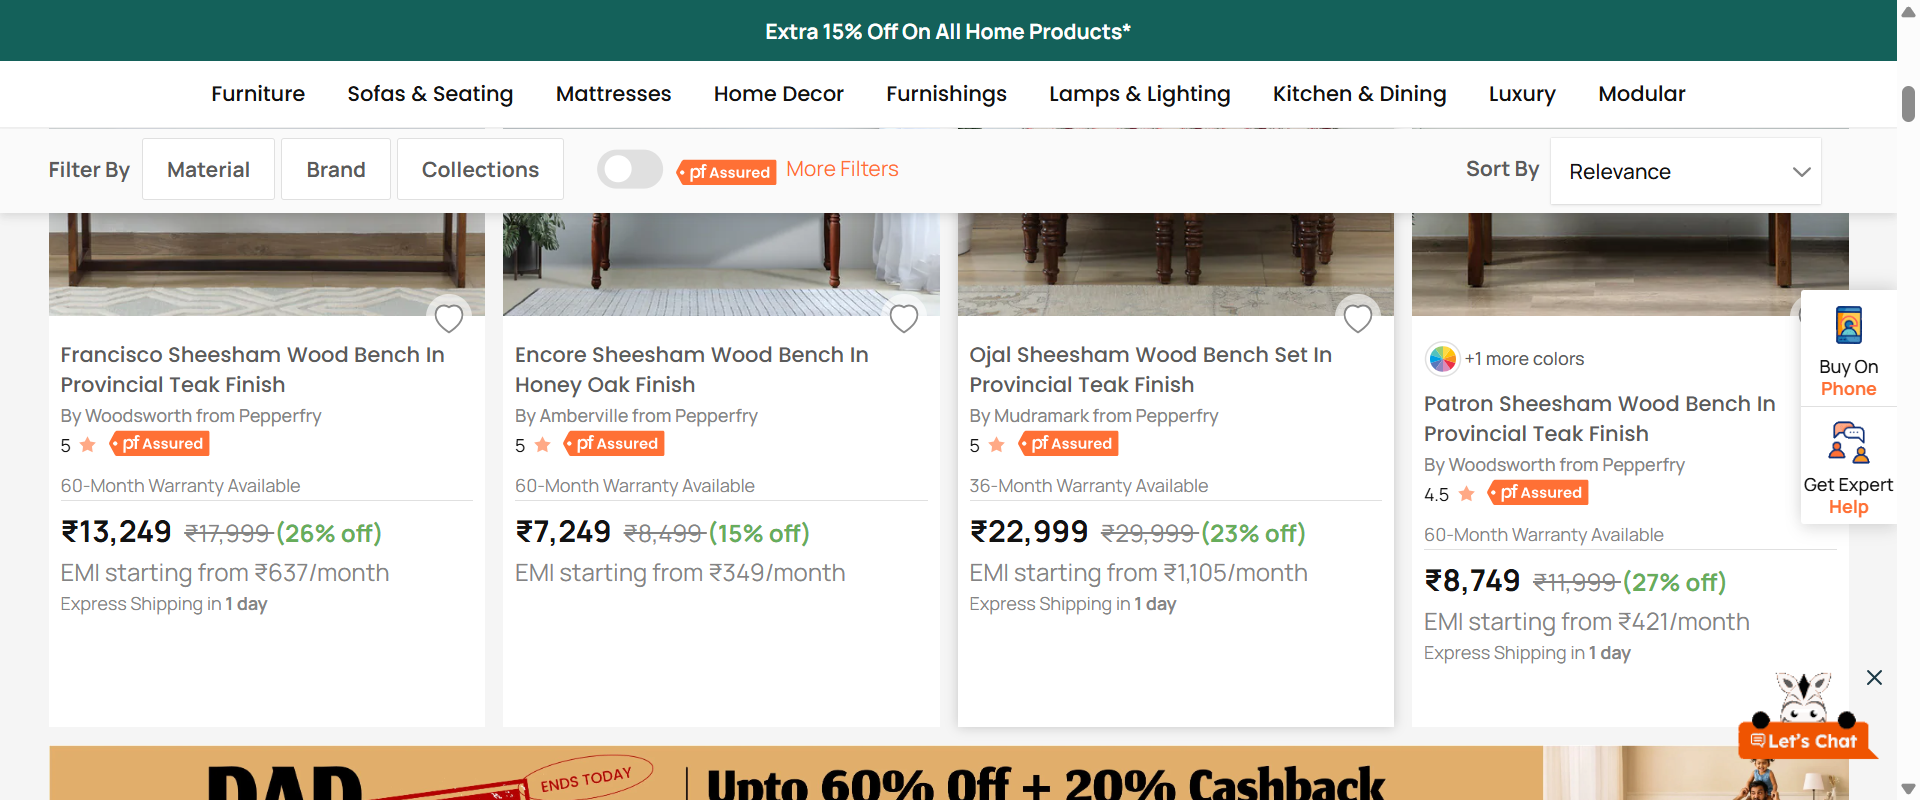 Extra 15% Off On All Home Products*
Furniture Sofas & Seating Mattresses Home Decor Furnishings Lamps & Lighting Kitchen & Dining Luxury Modular
Filter By Material Brand Collections pf Assured More Filters Sort By Relevance
Francisco Sheesham Wood Bench In
Provincial Teak Finish
By Woodsworth from Pepperfry
5 pf Assured
60-Month Warranty Available
₹13,249 ₹17,999 (26% off)
EMI starting from ₹637/month
Express Shipping in 1 day
Encore Sheesham Wood Bench In
Honey Oak Finish
By Amberville from Pepperfry
5 pf Assured
60-Month Warranty Available
₹7,249 ₹8,499 (15% off)
EMI starting from ₹349/month
Ojal Sheesham Wood Bench Set In
Provincial Teak Finish
By Mudramark from Pepperfry
5 pf Assured
36-Month Warranty Available
₹22,999 ₹29,999 (23% off)
EMI starting from ₹1,105/month
Express Shipping in 1 day
+1 more colors
Patron Sheesham Wood Bench In
Provincial Teak Finish
By Woodsworth from Pepperfry
4.5 pf Assured
60-Month Warranty Available
₹8,749 ₹11,999 (27% off)
EMI starting from ₹421/month
Express Shipping in 1 day
Buy On
Phone
Get Expert
Help
Let's Chat
DAD
ENDS TODAY
Upto 60% Off + 20% Cashback